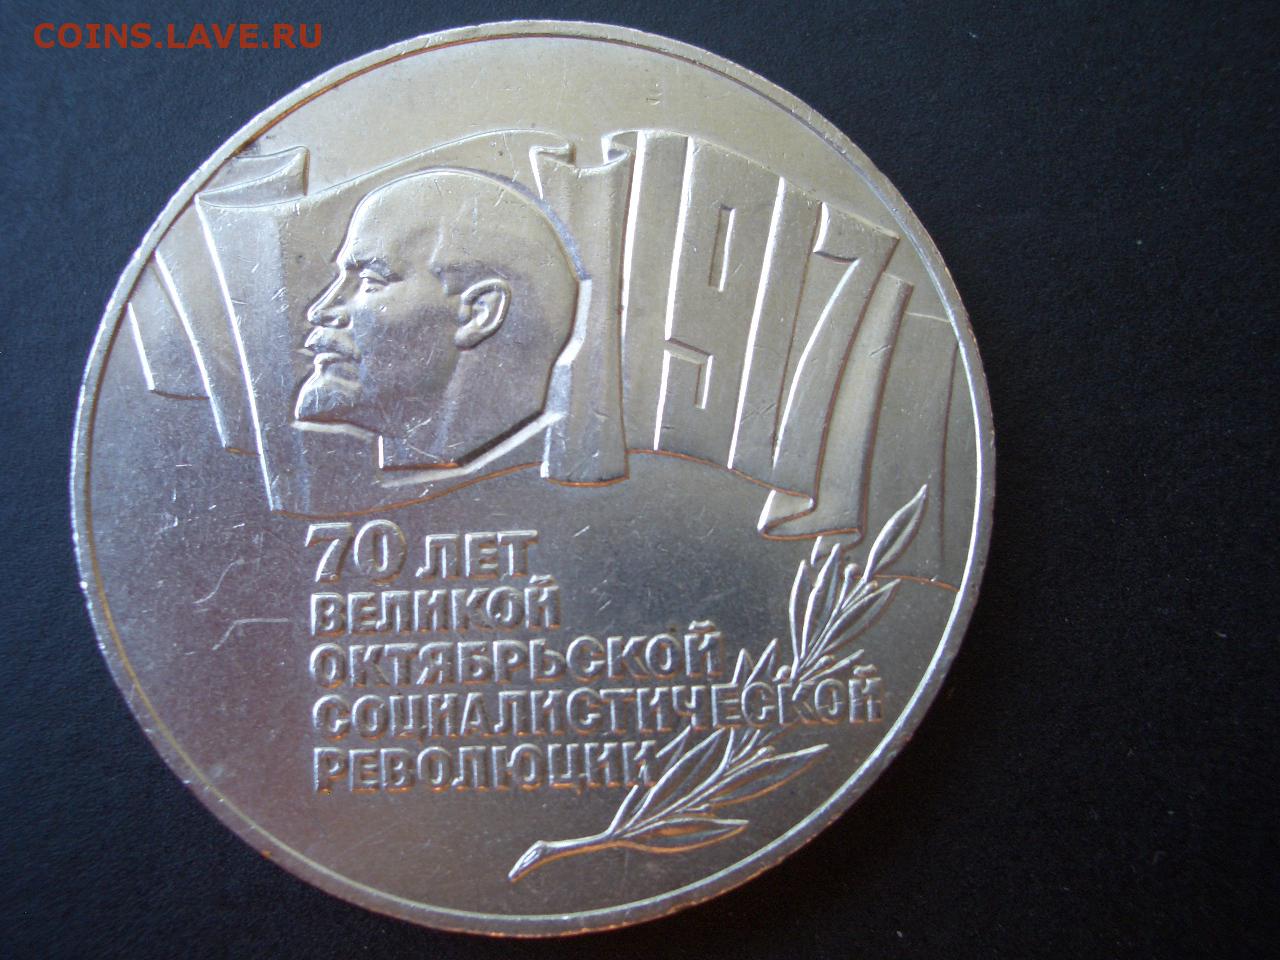 COINS.LAVE.RU
1917
70 ЛЕТ
ВЕЛИКОЙ
ОКТЯБРЬСКОЙ
СОЦИАЛИСТИЧЕСКОЙ
РЕВОЛЮЦИИ